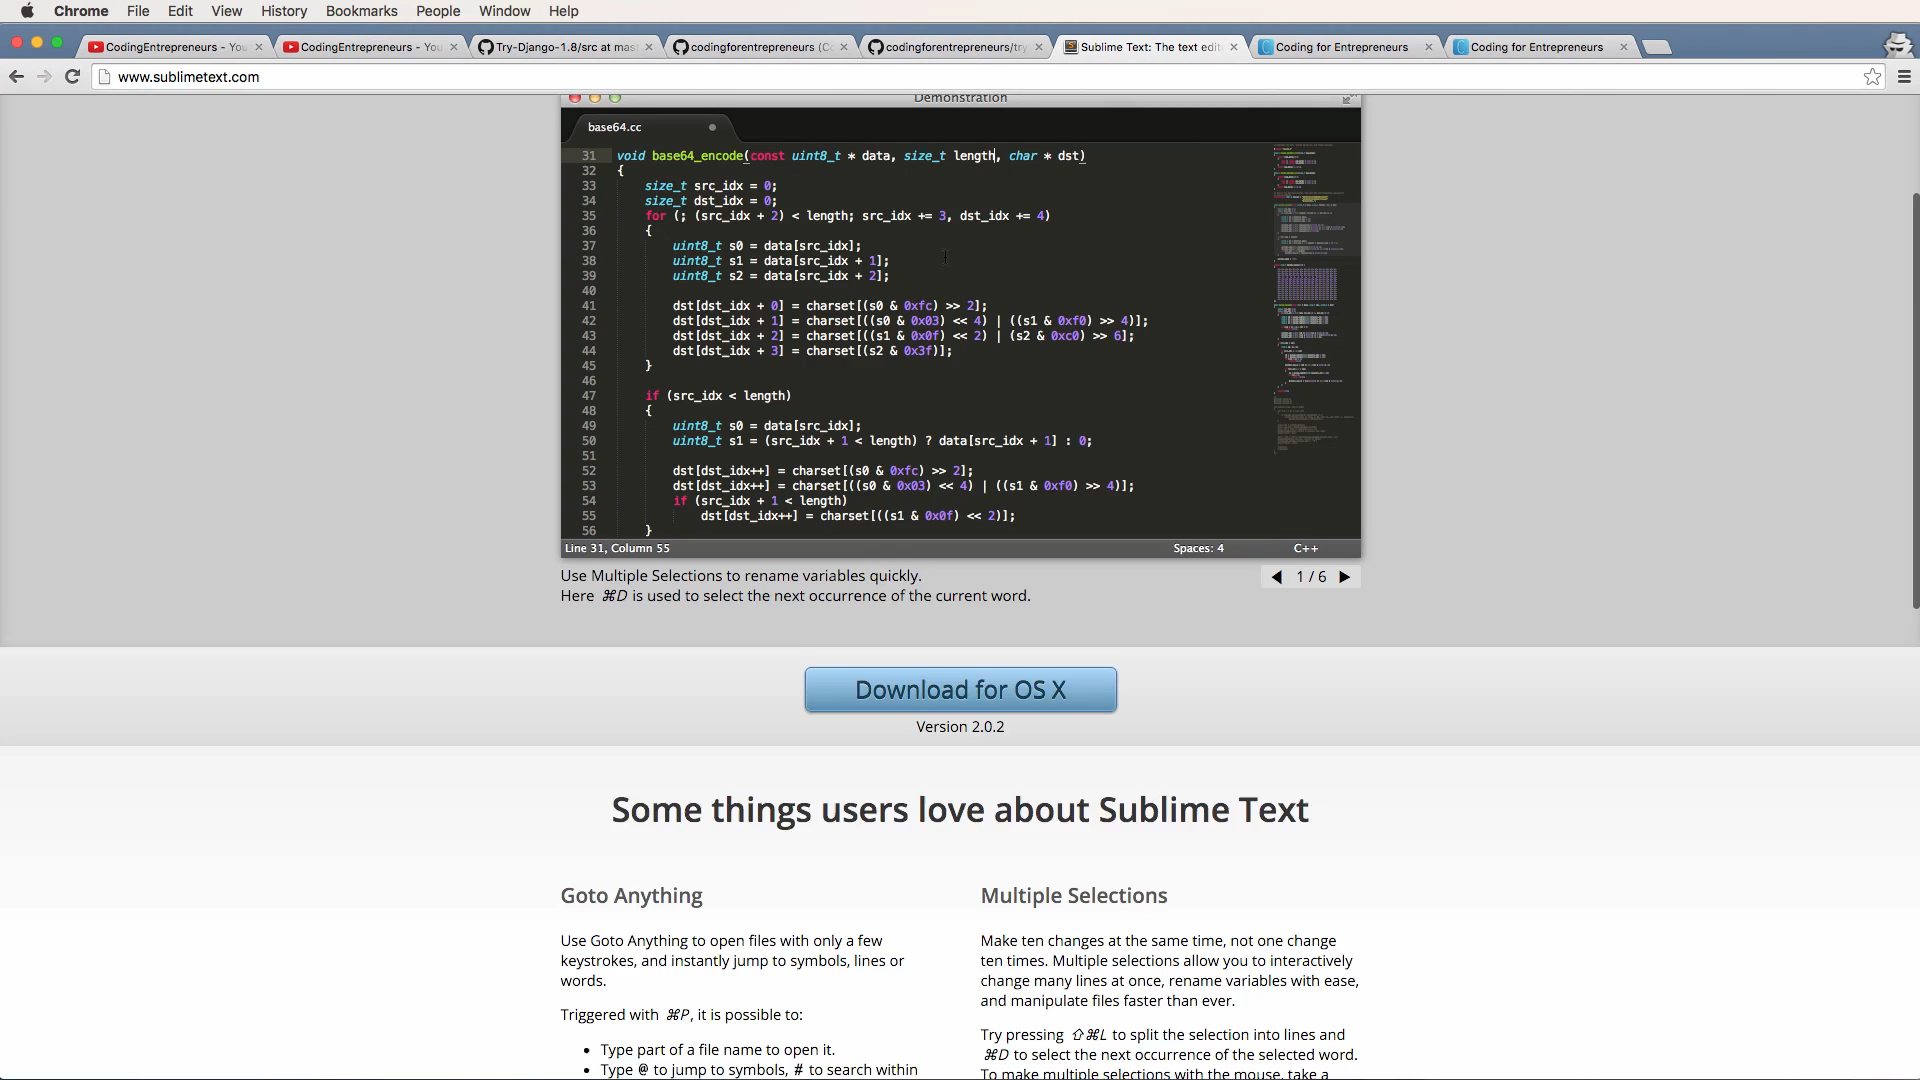 Chrome File Edit View History Bookmarks People Window Help
CodingEntrepreneurs - You CodingEntrepreneurs - You Try-Django-1.8/src at mas codingforentrepreneurs (C codingforentrepreneurs/try Sublime Text: The text edit Coding for Entrepreneurs Coding for Entrepreneurs
www.sublimetext.com
Demonstration
base64.cc
31 void base64_encode(const uint8_t * data, size_t length, char * dst)
32 {
33 size_t src_idx = 0;
34 size_t dst_idx = 0;
35 for (; (src_idx + 2) < length; src_idx += 3, dst_idx += 4)
36 {
37 uint8_t s0 = data[src_idx];
38 uint8_t s1 = data[src_idx + 1];
39 uint8_t s2 = data[src_idx + 2];
40
41 dst[dst_idx + 0] = charset[(s0 & 0xfc) >> 2];
42 dst[dst_idx + 1] = charset[((s0 & 0x03) << 4) | ((s1 & 0xf0) >> 4)];
43 dst[dst_idx + 2] = charset[((s1 & 0x0f) << 2) | (s2 & 0xc0) >> 6];
44 dst[dst_idx + 3] = charset[(s2 & 0x3f)];
45 }
46
47 if (src_idx < length)
48 {
49 uint8_t s0 = data[src_idx];
50 uint8_t s1 = (src_idx + 1 < length) ? data[src_idx + 1] : 0;
51
52 dst[dst_idx++] = charset[(s0 & 0xfc) >> 2];
53 dst[dst_idx++] = charset[((s0 & 0x03) << 4) | ((s1 & 0xf0) >> 4)];
54 if (src_idx + 1 < length)
55 dst[dst_idx++] = charset[((s1 & 0x0f) << 2)];
56 }
Line 31, Column 55 Spaces: 4 C++
Use Multiple Selections to rename variables quickly.
Here ⌘D is used to select the next occurrence of the current word.
◀ 1 / 6 ▶
Download for OS X
Version 2.0.2
Some things users love about Sublime Text
Goto Anything
Use Goto Anything to open files with only a few
keystrokes, and instantly jump to symbols, lines or
words.
Triggered with ⌘P, it is possible to:
• Type part of a file name to open it.
• Type @ to jump to symbols, # to search within
Multiple Selections
Make ten changes at the same time, not one change
ten times. Multiple selections allow you to interactively
change many lines at once, rename variables with ease,
and manipulate files faster than ever.
Try pressing ⇧⌘L to split the selection into lines and
⌘D to select the next occurrence of the selected word.
To make multiple selections with the mouse, take a